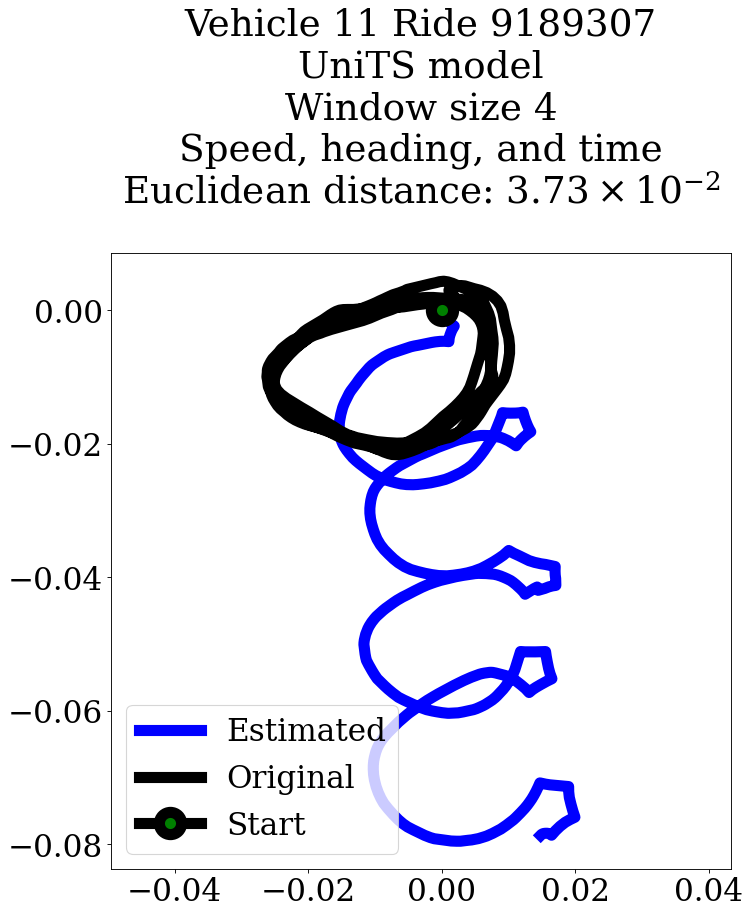 Vehicle 11 Ride 9189307
UniTS model
Window size 4
Speed, heading, and time
Euclidean distance: 3.73 × 10⁻²
0.00
−0.02
−0.04
−0.06
−0.08
Estimated
Original
Start
−0.04 −0.02 0.00 0.02 0.04